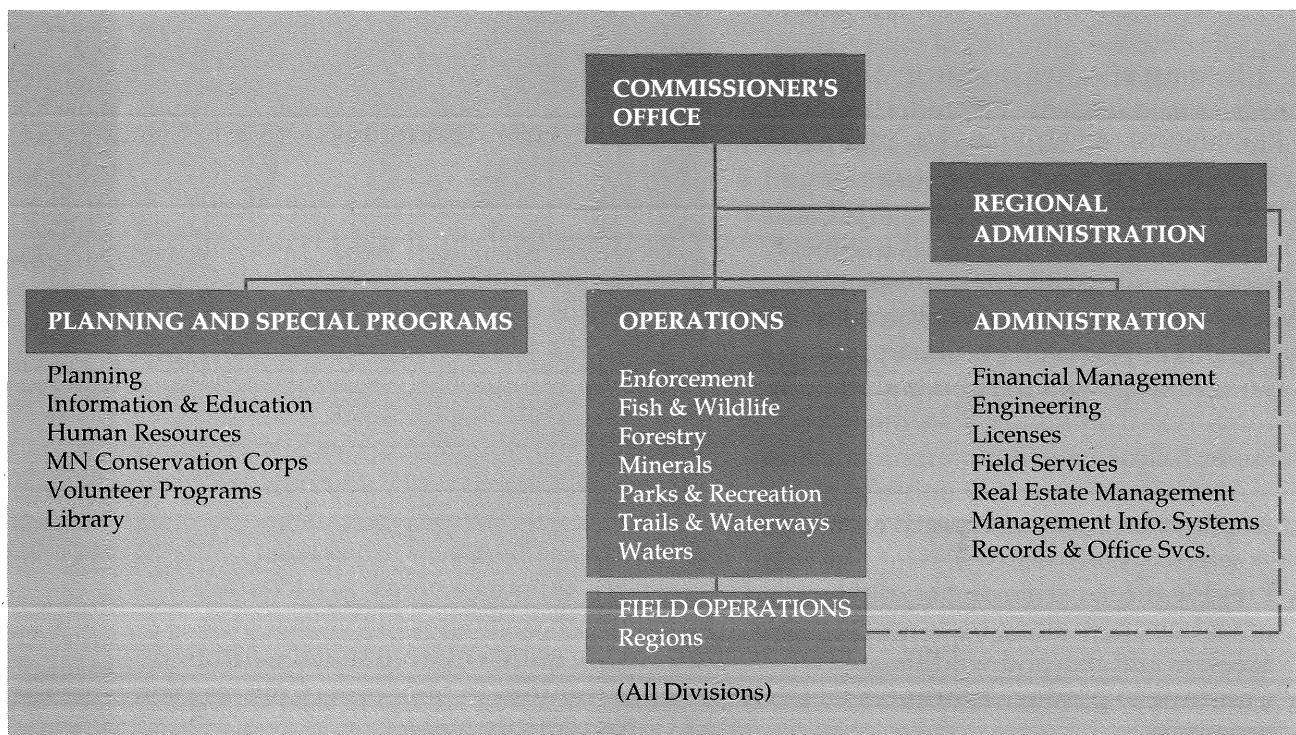 COMMISSIONER'S
OFFICE
REGIONAL
ADMINISTRATION
PLANNING AND SPECIAL PROGRAMS
Planning
Information & Education
Human Resources
MN Conservation Corps
Volunteer Programs
Library
OPERATIONS
Enforcement
Fish & Wildlife
Forestry
Minerals
Parks & Recreation
Trails & Waterways
Waters
FIELD OPERATIONS
Regions
(All Divisions)
ADMINISTRATION
Financial Management
Engineering
Licenses
Field Services
Real Estate Management
Management Info. Systems
Records & Office Svcs.